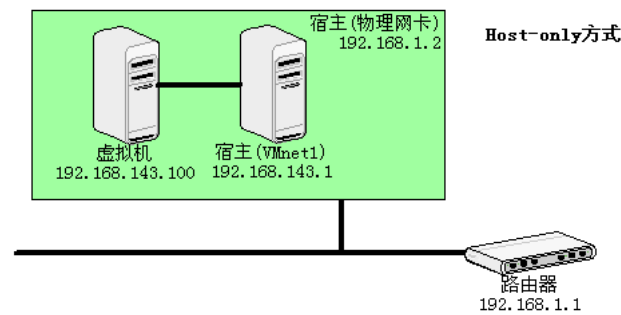 宿主(物理网卡)
192.168.1.2
Host-only方式
虚拟机
192.168.143.100
宿主(VMnet1)
192.168.143.1
路由器
192.168.1.1